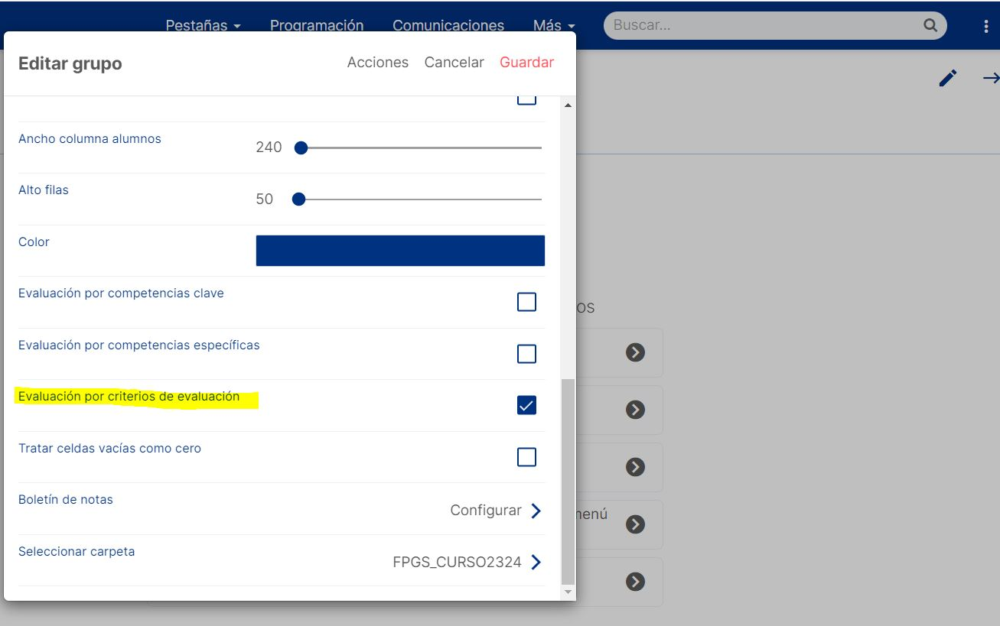 Pestañas Programación Comunicaciones Más Buscar...
Editar grupo Acciones Cancelar Guardar
Ancho columna alumnos 240
Alto filas 50
Color
Evaluación por competencias clave
Evaluación por competencias específicas
Evaluación por criterios de evaluación
Tratar celdas vacías como cero
Boletín de notas Configurar
Seleccionar carpeta FPGS_CURSO2324